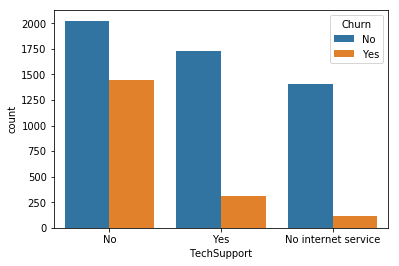 2000
1750
1500
1250
1000
750
500
250
0
count
Churn
No
Yes
No
Yes
No internet service
TechSupport